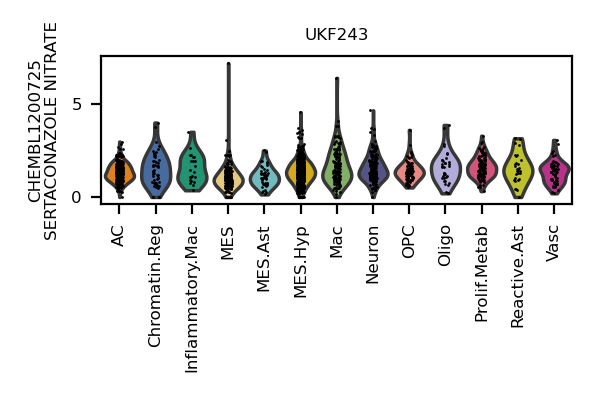 UKF243
CHEMBL1200725
SERTACONAZOLE NITRATE
5
0
AC
Chromatin.Reg
Inflammatory.Mac
MES
MES.Ast
MES.Hyp
Mac
Neuron
OPC
Oligo
Prolif.Metab
Reactive.Ast
Vasc